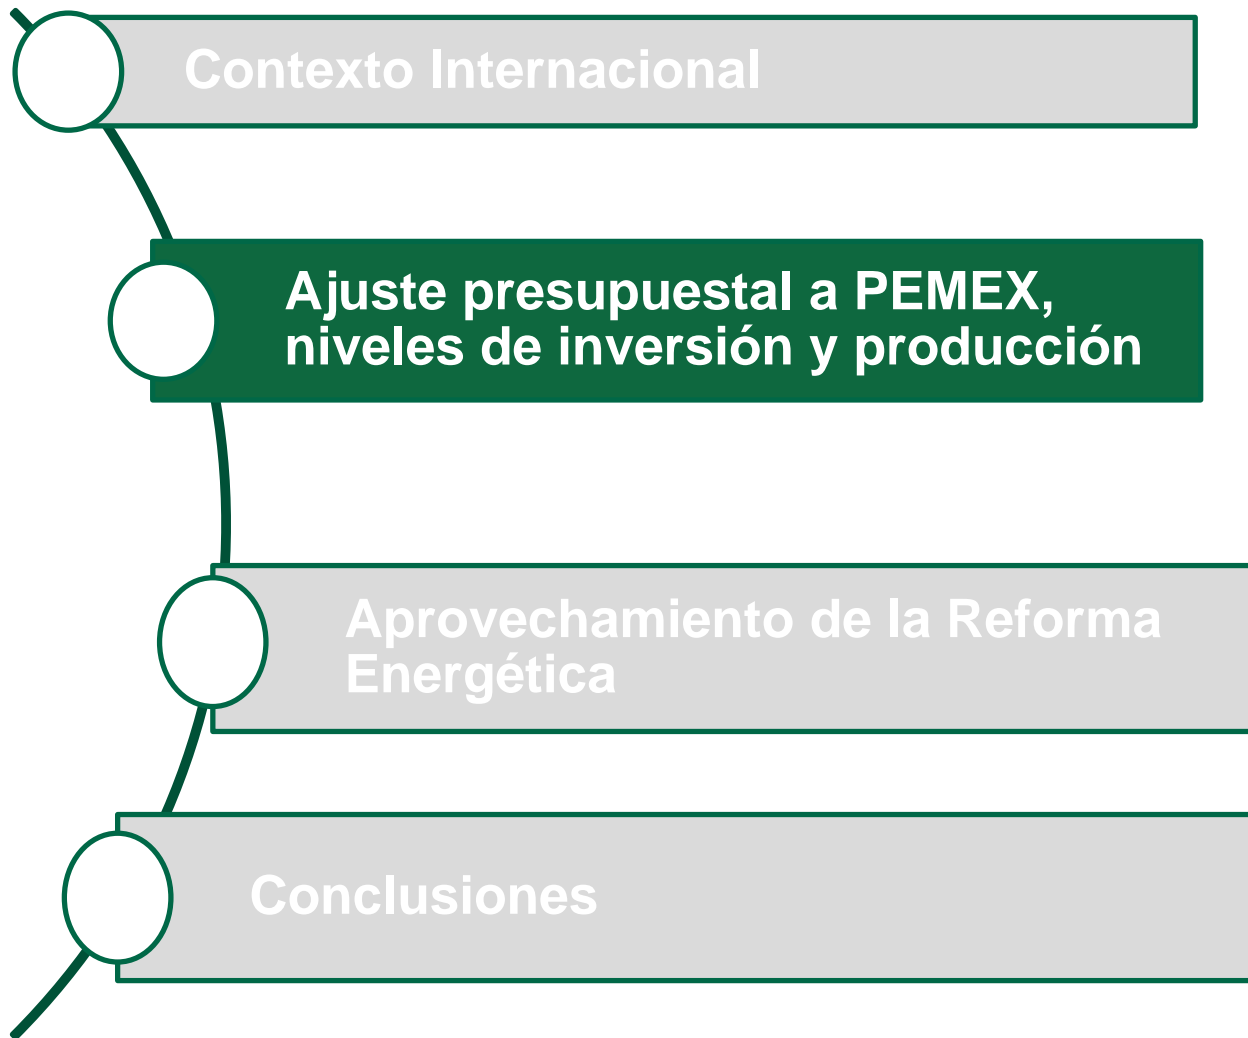 Contexto Internacional
Ajuste presupuestal a PEMEX,
niveles de inversión y producción
Aprovechamiento de la Reforma
Energética
Conclusiones